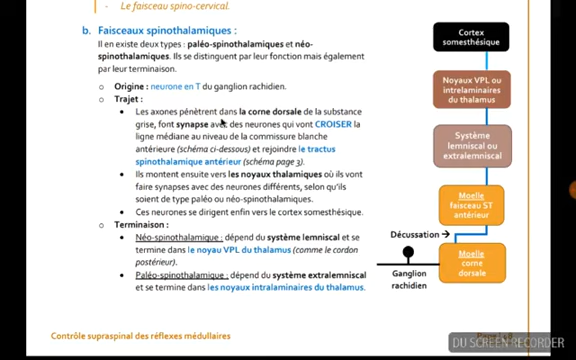 - Le faisceau spino-cervical.
b. Faisceaux spinothalamiques :
Il en existe deux types : paléo-spinothalamiques et néo-
spinothalamiques. Ils se distinguent par leur fonction mais également
par leur terminaison.
o Origine : neurone en T du ganglion rachidien.
o Trajet :
• Les axones pénètrent dans la corne dorsale de la substance
grise, font synapse avec des neurones qui vont CROISER la
ligne médiane au niveau de la commissure blanche
antérieure (schéma ci-dessous) et rejoindre le tractus
spinothalamique antérieur (schéma page 3).
• Ils montent ensuite vers les noyaux thalamiques où ils vont
faire synapses avec des neurones différents, selon qu'ils
soient de type paléo ou néo-spinothalamiques.
• Ces neurones se dirigent enfin vers le cortex somesthésique.
o Terminaison :
• Néo-spinothalamique : dépend du système lemniscal et se
termine dans le noyau VPL du thalamus (comme le cordon
postérieur).
• Paléo-spinothalamique : dépend du système extralemniscal
et se termine dans les noyaux intralaminaires du thalamus.
Cortex
somesthésique
Noyaux VPL ou
intrelaminaires
du thalamus
Système
lemniscal ou
extralemniscal
Moelle
faisceau ST
antérieur
Décussation
Moelle
corne
dorsale
Ganglion
rachidien
Contrôle supraspinal des réflexes médullaires
DU SCREEN RECORDER